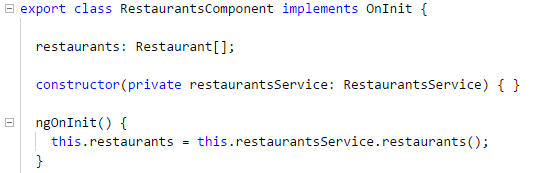 export class RestaurantsComponent implements OnInit {
restaurants: Restaurant[];
constructor(private restaurantsService: RestaurantsService) { }
ngOnInit() {
this.restaurants = this.restaurantsService.restaurants();
}